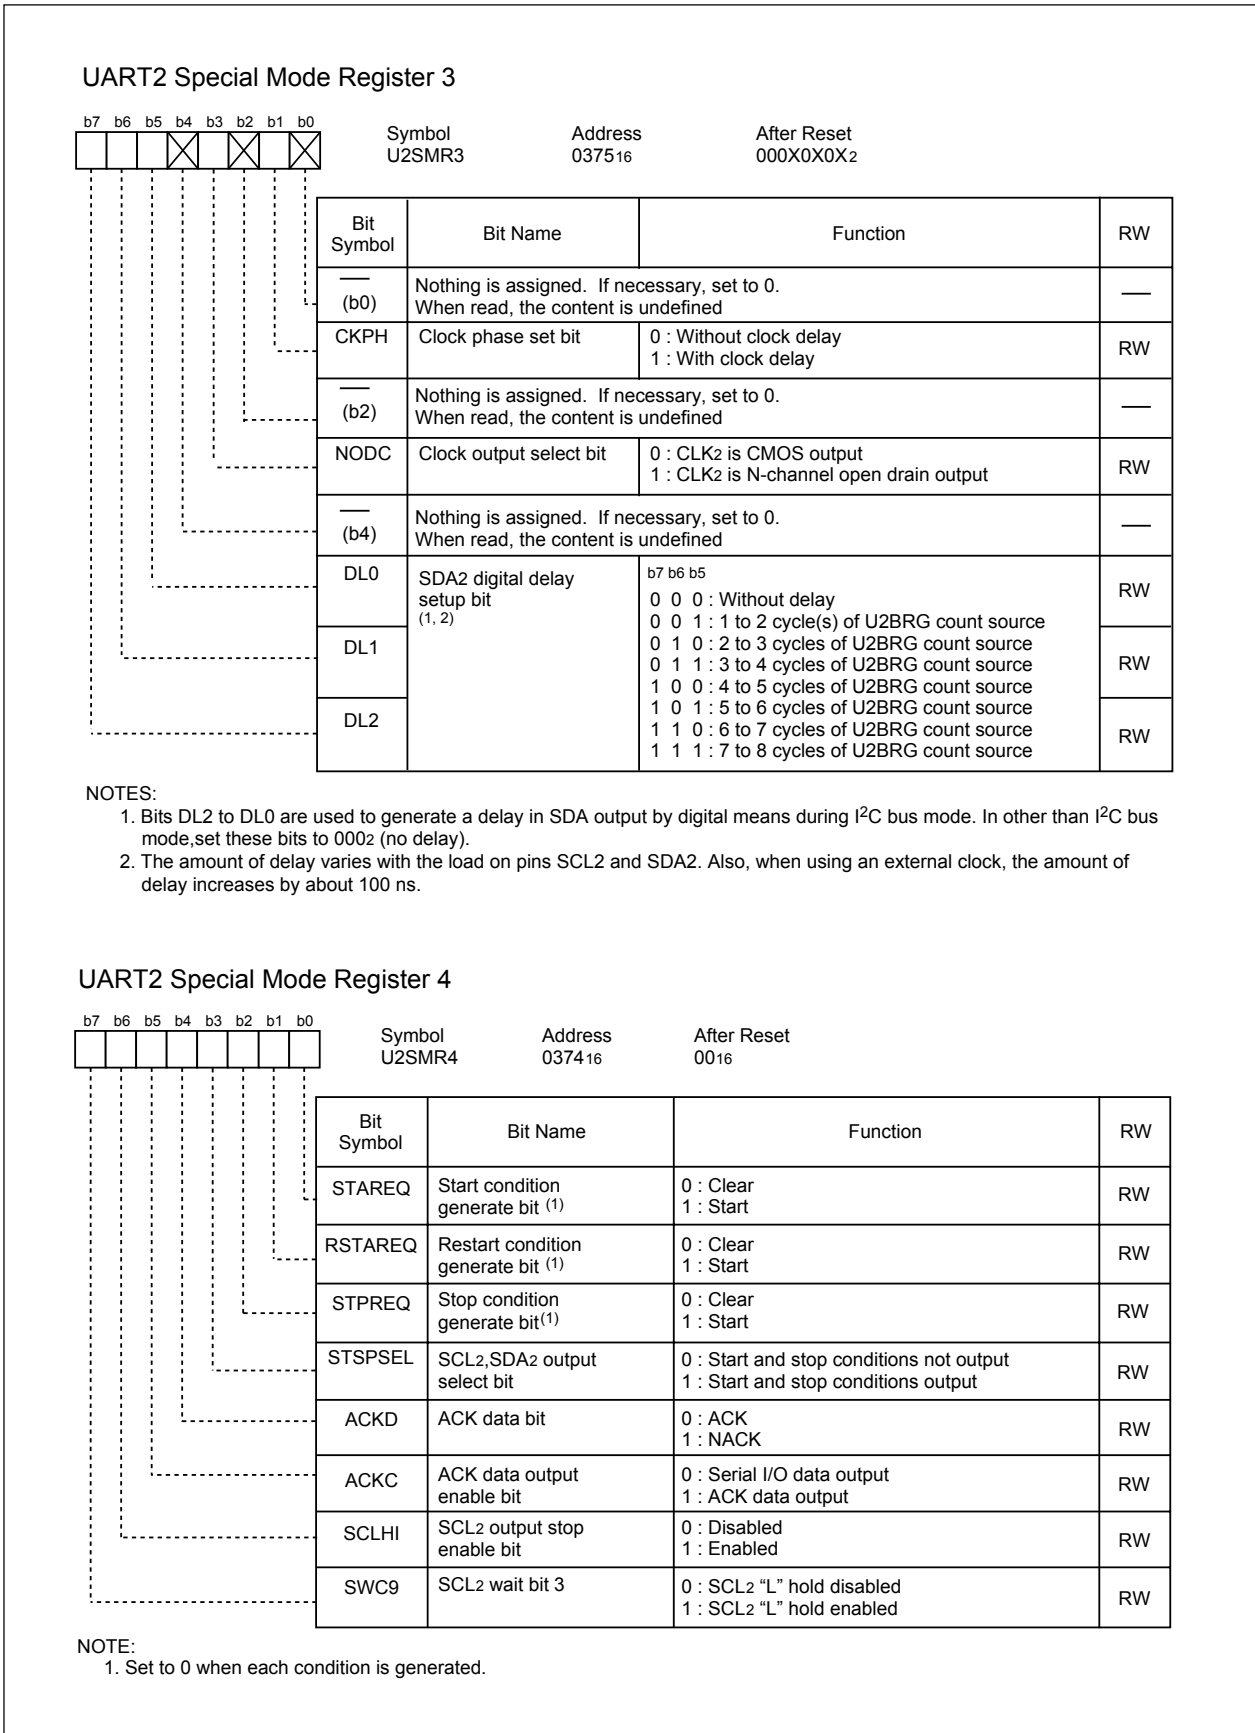 UART2 Special Mode Register 3
b7 b6 b5 b4 b3 b2 b1 b0
Symbol Address After Reset
U2SMR3 037516 000X0X0X2
Bit Symbol Bit Name Function RW
— (b0) Nothing is assigned. If necessary, set to 0. —
When read, the content is undefined
CKPH Clock phase set bit 0 : Without clock delay RW
1 : With clock delay
— (b2) Nothing is assigned. If necessary, set to 0. —
When read, the content is undefined
NODC Clock output select bit 0 : CLK2 is CMOS output RW
1 : CLK2 is N-channel open drain output
— (b4) Nothing is assigned. If necessary, set to 0. —
When read, the content is undefined
DL0 SDA2 digital delay b7 b6 b5 RW
setup bit 0 0 0 : Without delay
(1, 2) 0 0 1 : 1 to 2 cycle(s) of U2BRG count source
DL1 0 1 0 : 2 to 3 cycles of U2BRG count source RW
0 1 1 : 3 to 4 cycles of U2BRG count source
1 0 0 : 4 to 5 cycles of U2BRG count source
DL2 1 0 1 : 5 to 6 cycles of U2BRG count source RW
1 1 0 : 6 to 7 cycles of U2BRG count source
1 1 1 : 7 to 8 cycles of U2BRG count source
NOTES:
1. Bits DL2 to DL0 are used to generate a delay in SDA output by digital means during I2C bus mode. In other than I2C bus
mode,set these bits to 0002 (no delay).
2. The amount of delay varies with the load on pins SCL2 and SDA2. Also, when using an external clock, the amount of
delay increases by about 100 ns.
UART2 Special Mode Register 4
b7 b6 b5 b4 b3 b2 b1 b0
Symbol Address After Reset
U2SMR4 037416 0016
Bit Symbol Bit Name Function RW
STAREQ Start condition 0 : Clear RW
generate bit (1) 1 : Start
RSTAREQ Restart condition 0 : Clear RW
generate bit (1) 1 : Start
STPREQ Stop condition 0 : Clear RW
generate bit(1) 1 : Start
STSPSEL SCL2,SDA2 output 0 : Start and stop conditions not output RW
select bit 1 : Start and stop conditions output
ACKD ACK data bit 0 : ACK RW
1 : NACK
ACKC ACK data output 0 : Serial I/O data output RW
enable bit 1 : ACK data output
SCLHI SCL2 output stop 0 : Disabled RW
enable bit 1 : Enabled
SWC9 SCL2 wait bit 3 0 : SCL2 “L” hold disabled RW
1 : SCL2 “L” hold enabled
NOTE:
1. Set to 0 when each condition is generated.